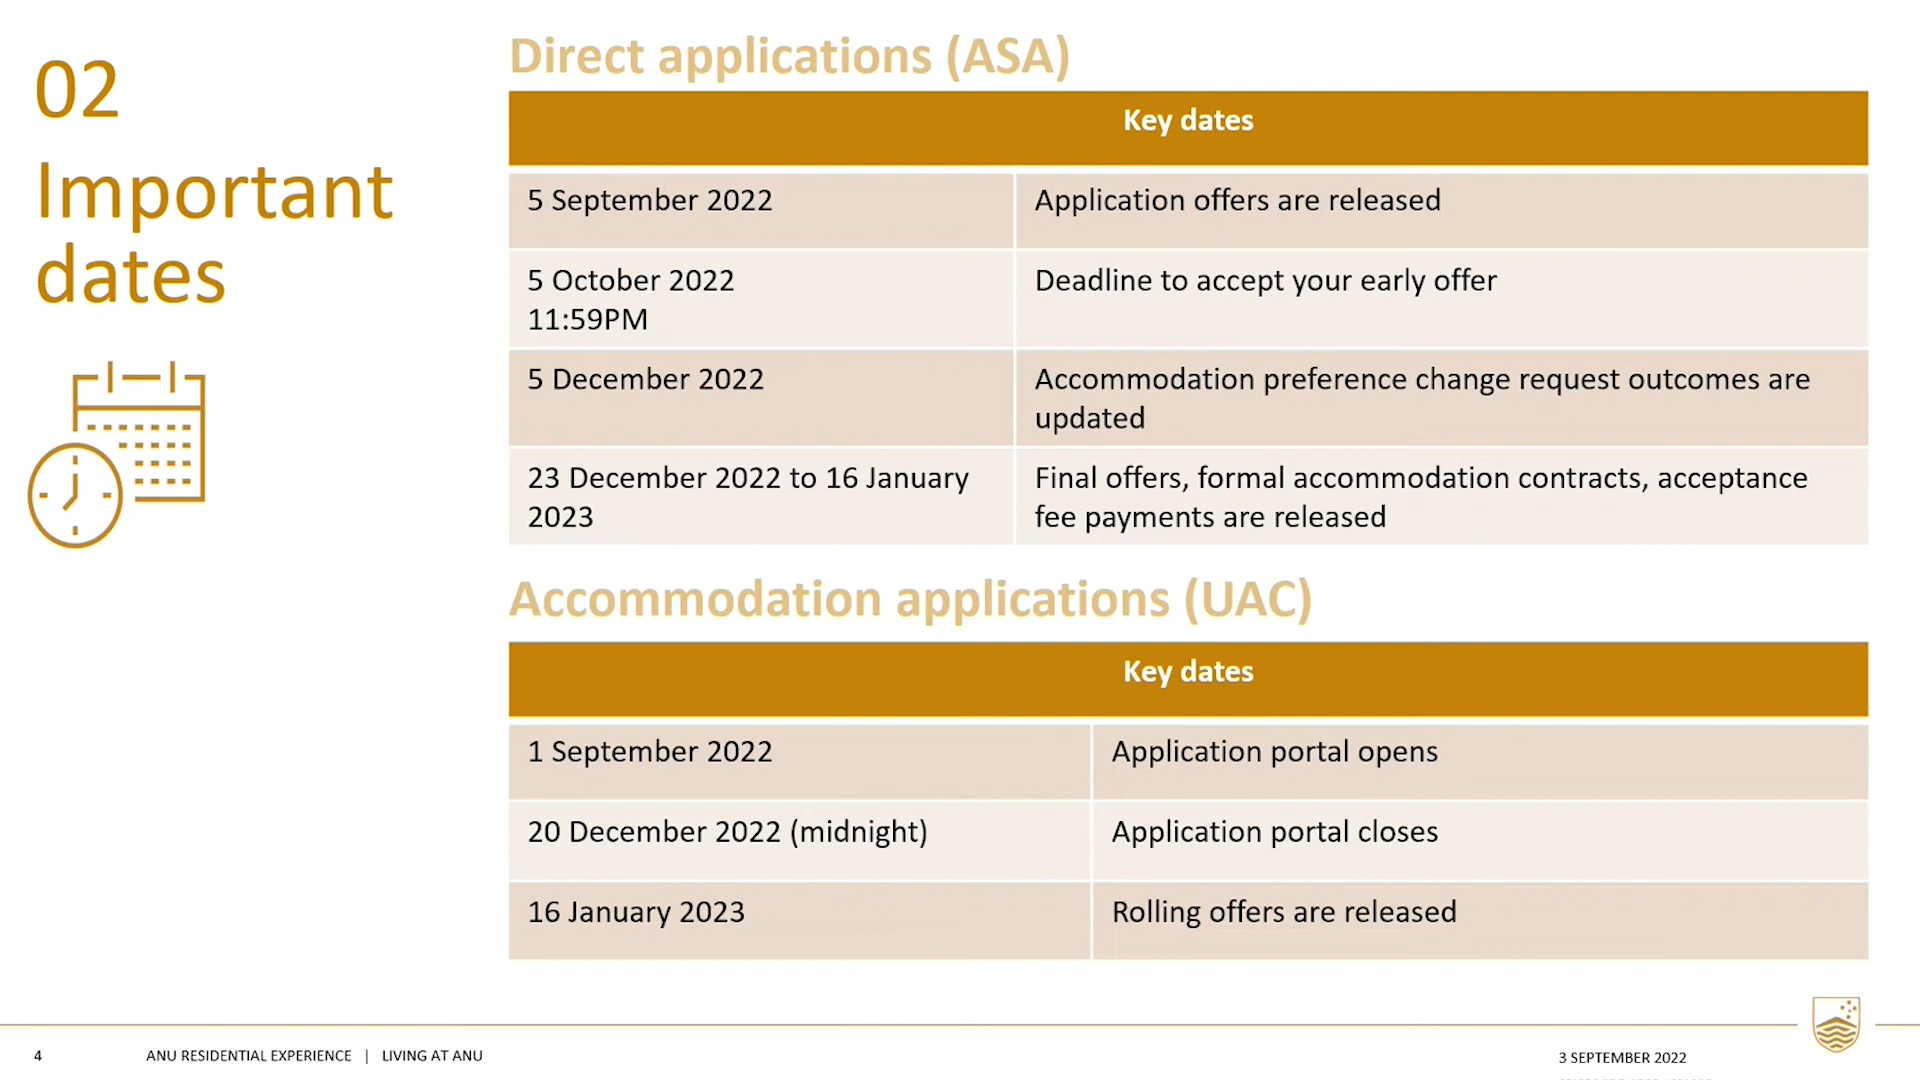 02
Important
dates
Direct applications (ASA)
Key dates
5 September 2022
Application offers are released
5 October 2022
11:59PM
Deadline to accept your early offer
5 December 2022
Accommodation preference change request outcomes are
updated
23 December 2022 to 16 January
2023
Final offers, formal accommodation contracts, acceptance
fee payments are released
Accommodation applications (UAC)
Key dates
1 September 2022
Application portal opens
20 December 2022 (midnight)
Application portal closes
16 January 2023
Rolling offers are released
4
ANU RESIDENTIAL EXPERIENCE | LIVING AT ANU
3 SEPTEMBER 2022